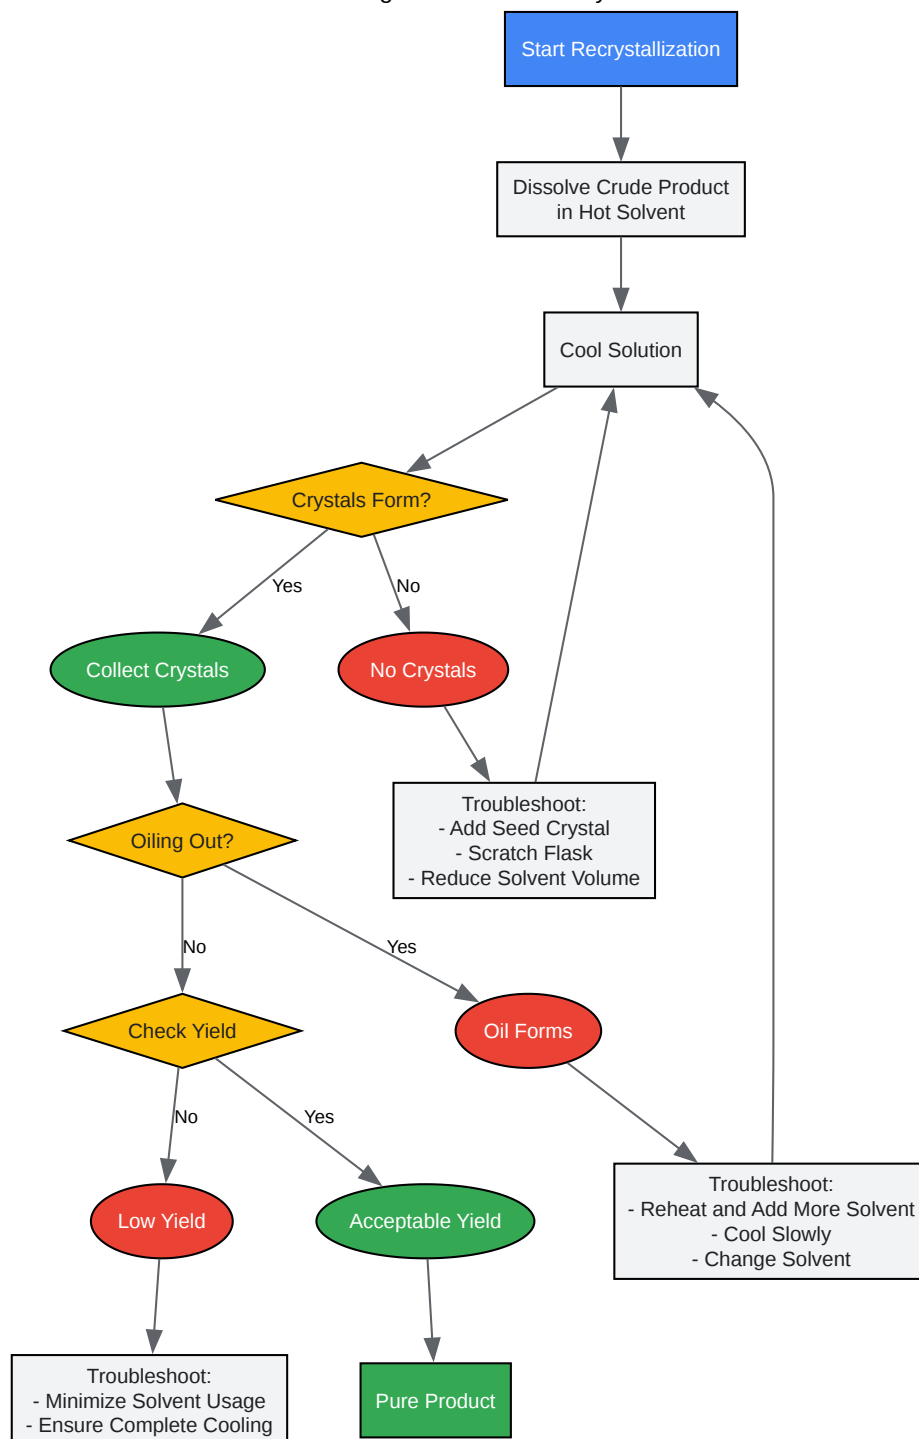 Start Recrystallization
Dissolve Crude Product
in Hot Solvent
Cool Solution
Crystals Form?
Yes
No
Collect Crystals
No Crystals
Troubleshoot:
- Add Seed Crystal
- Scratch Flask
- Reduce Solvent Volume
Oiling Out?
No
Yes
Check Yield
Oil Forms
No
Yes
Troubleshoot:
- Reheat and Add More Solvent
- Cool Slowly
- Change Solvent
Low Yield
Acceptable Yield
Troubleshoot:
- Minimize Solvent Usage
- Ensure Complete Cooling
Pure Product